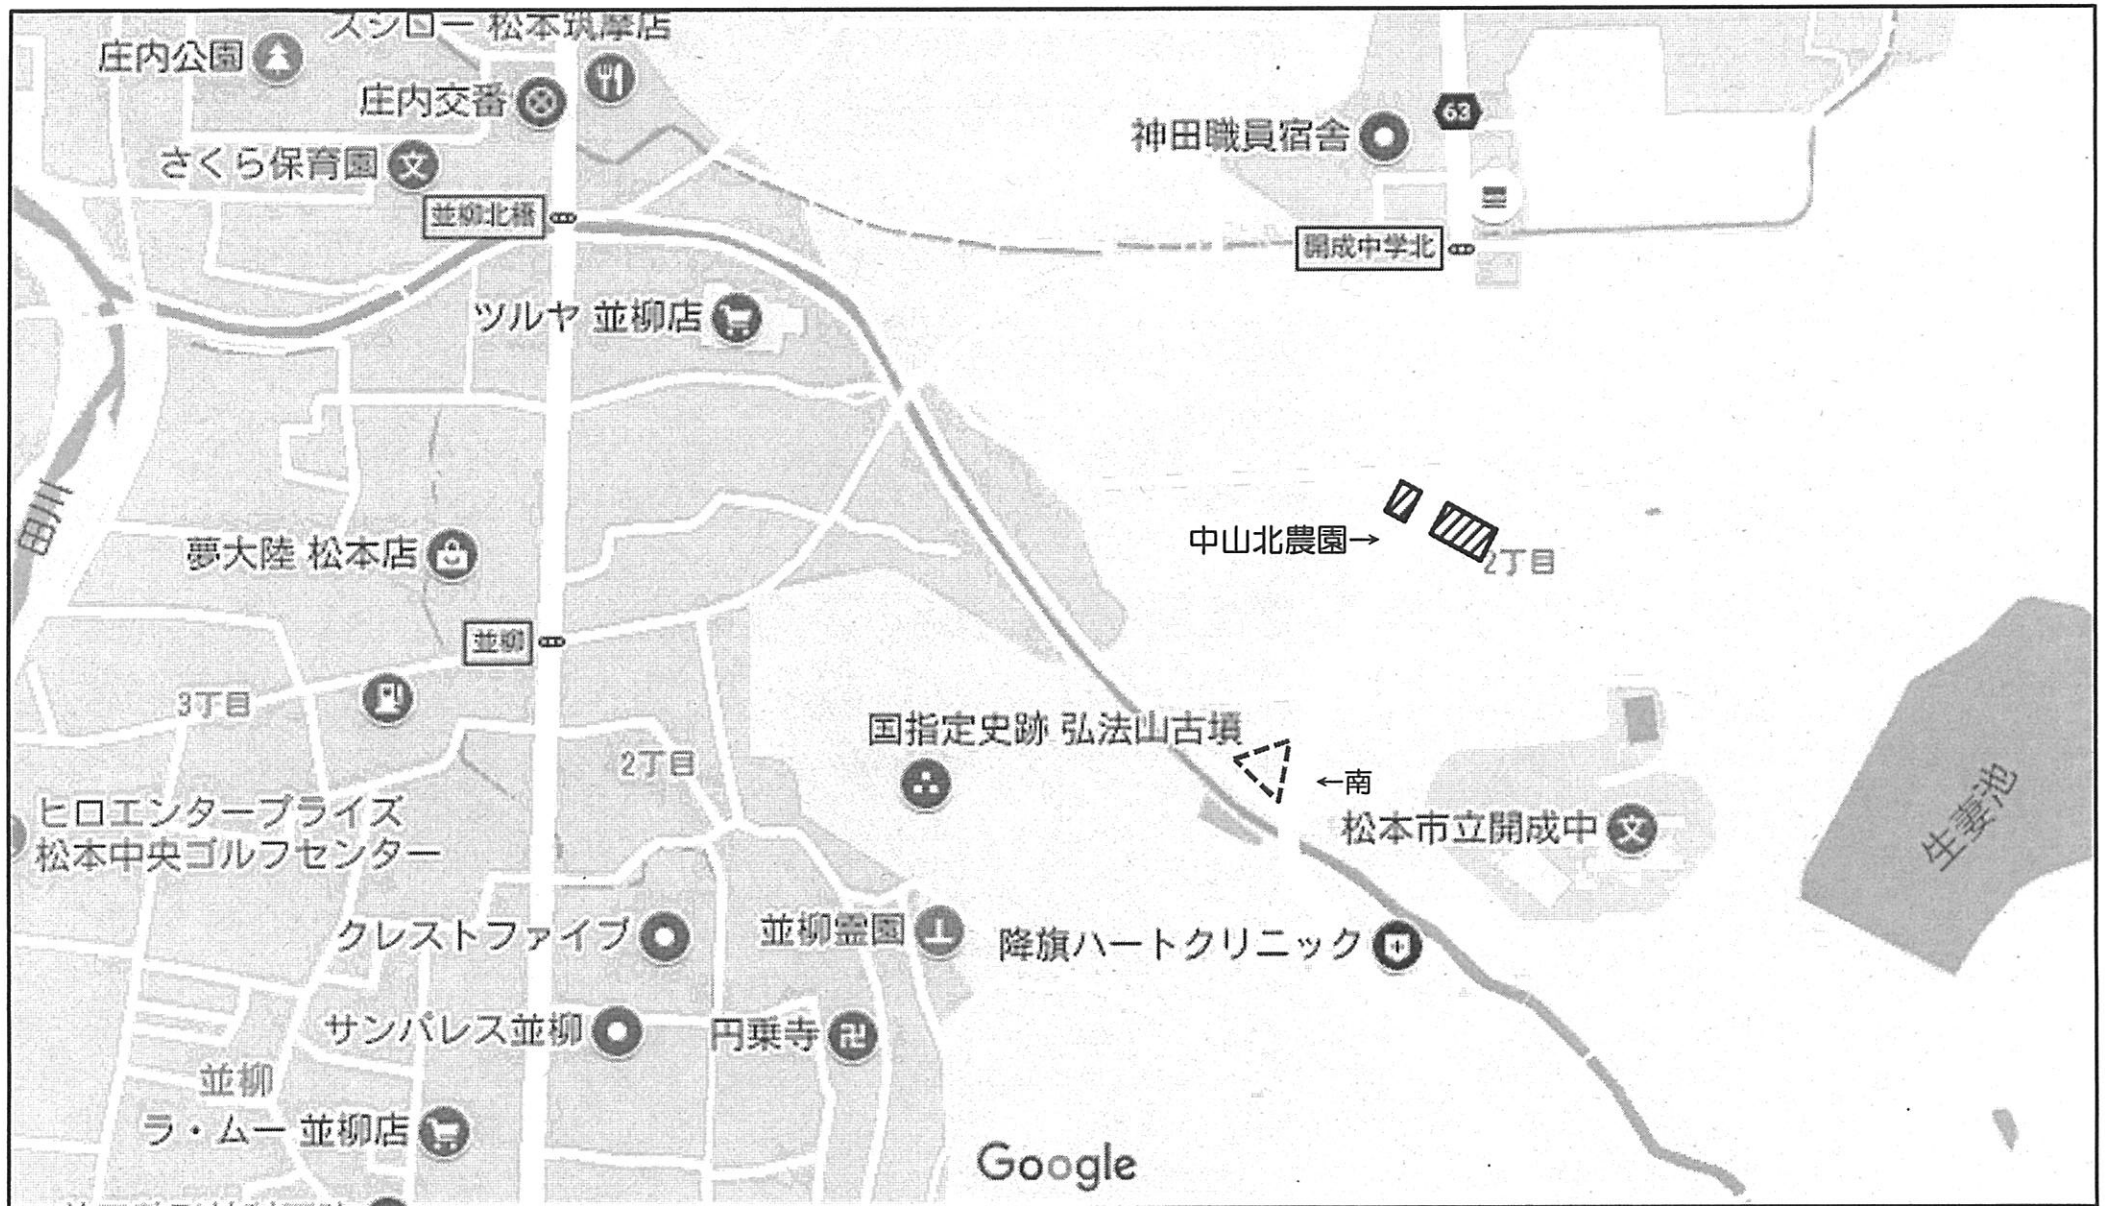 スシロー 松本筑摩店
庄内公園
庄内交番
さくら保育園
神田職員宿舎
63
並柳北橋
開成中学北
ツルヤ 並柳店
田川
中山北農園→
2丁目
夢大陸 松本店
並柳
3丁目
国指定史跡 弘法山古墳
2丁目
←南
ヒロエンタープライズ
松本中央ゴルフセンター
松本市立開成中
生妻池
クレストファイブ
並柳霊園
降旗ハートクリニック
サンパレス並柳
円乗寺
並柳
ラ・ムー 並柳店
Google